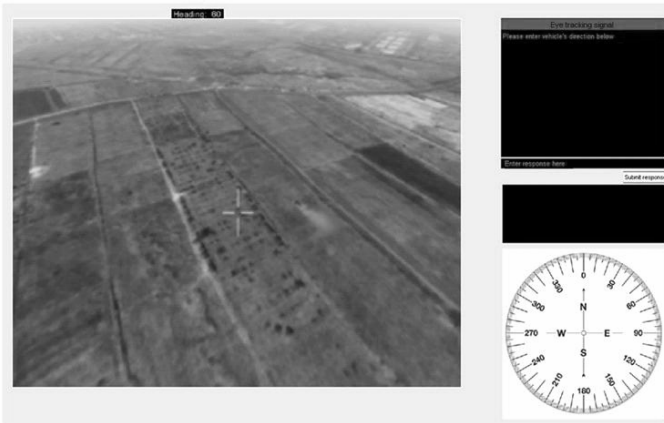 Heading: 60
Eye tracking signal
Please enter vehicle's direction below
Enter response here:
Submit response
0
30
60
90
120
150
180
210
240
270
300
330
N
E
S
W